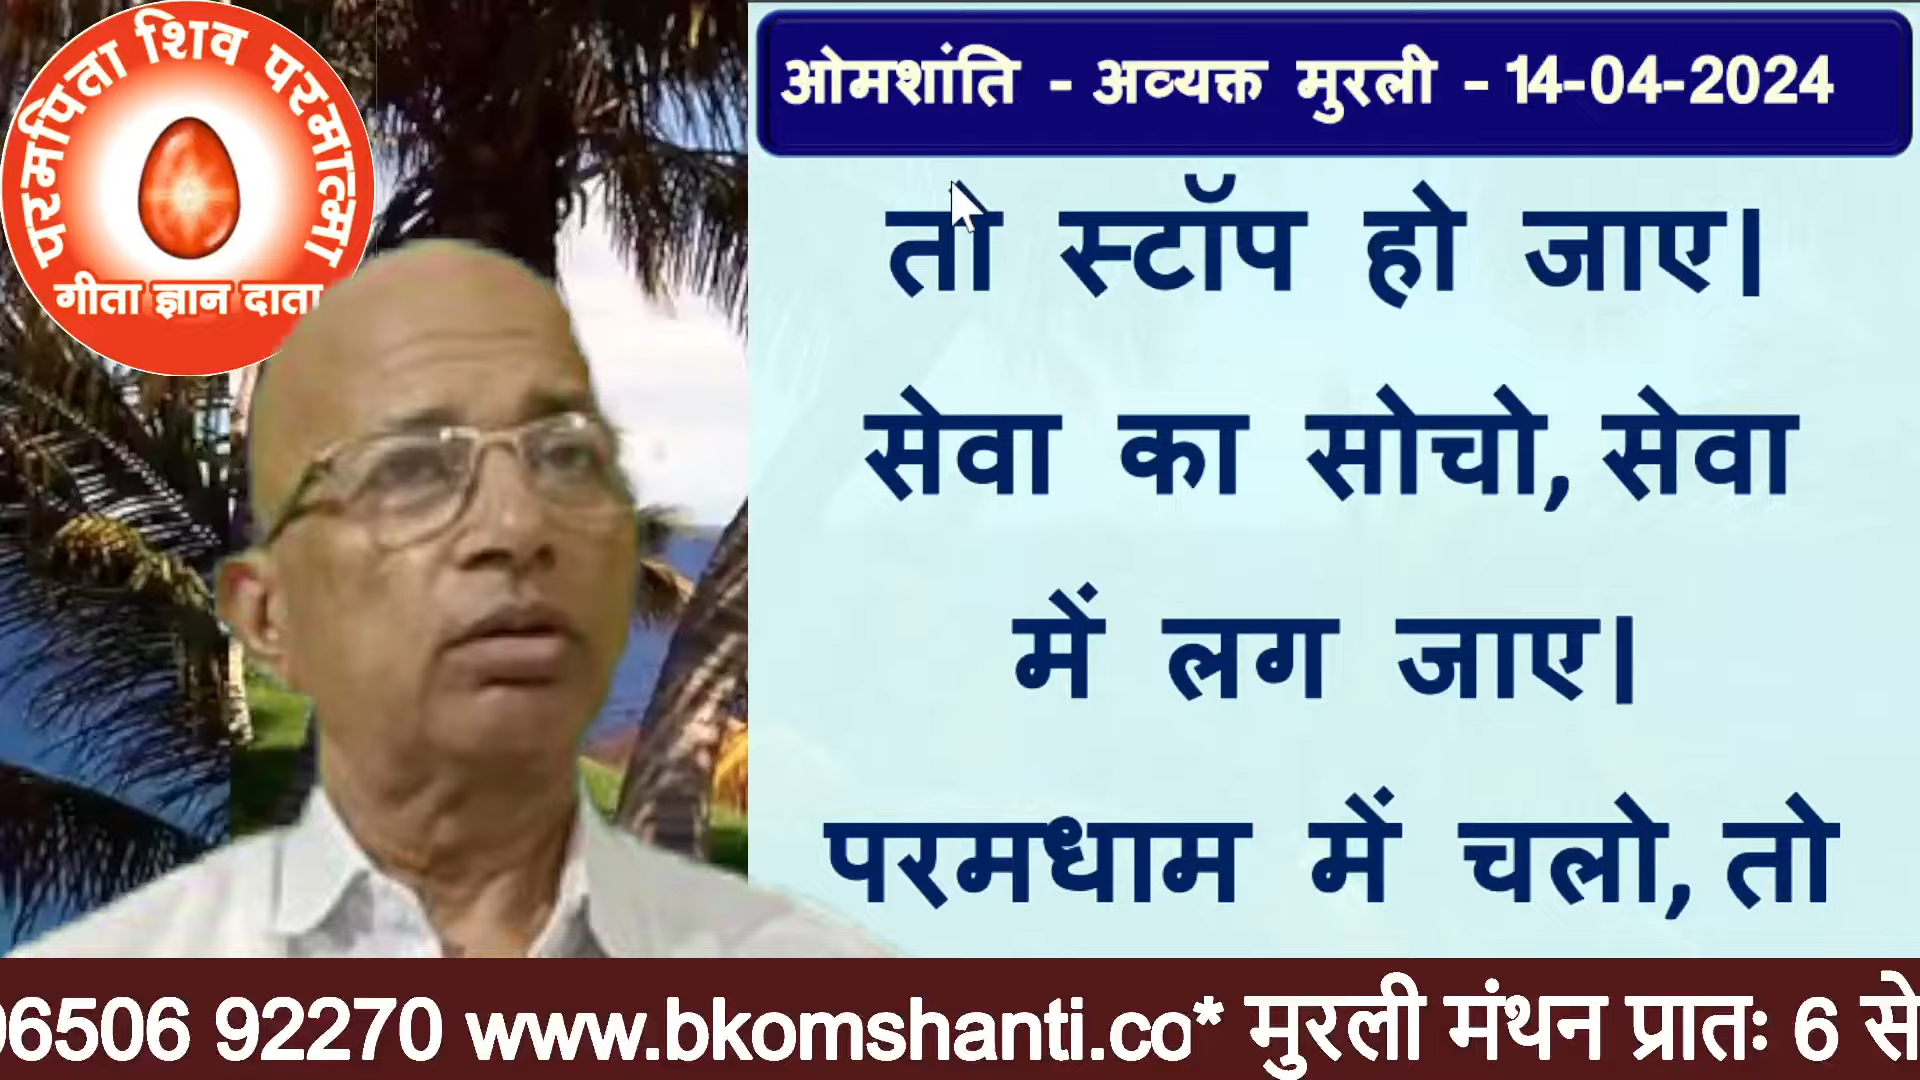 परमपिता शिव परमात्मा
गीता ज्ञान दाता
ओमशांति - अव्यक्त मुरली - 14-04-2024
तो स्टॉप हो जाए।
सेवा का सोचो, सेवा
में लग जाए।
परमधाम में चलो, तो
06506 92270 www.bkomshanti.co* मुरली मंथन प्रातः 6 से